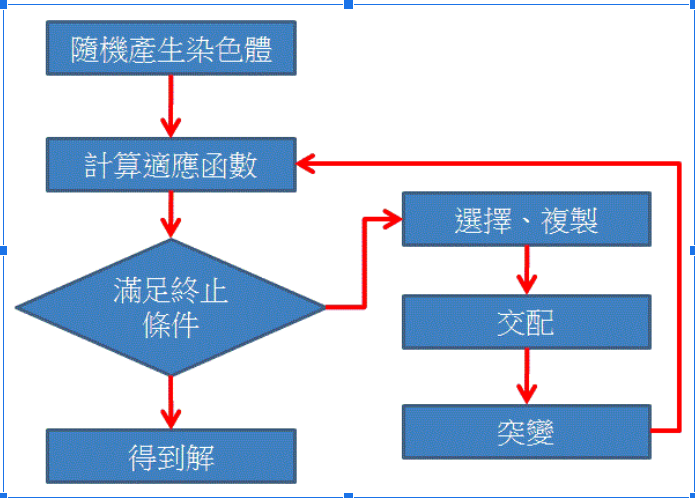 隨機產生染色體
計算適應函數
滿足終止
條件
得到解
選擇、複製
交配
突變